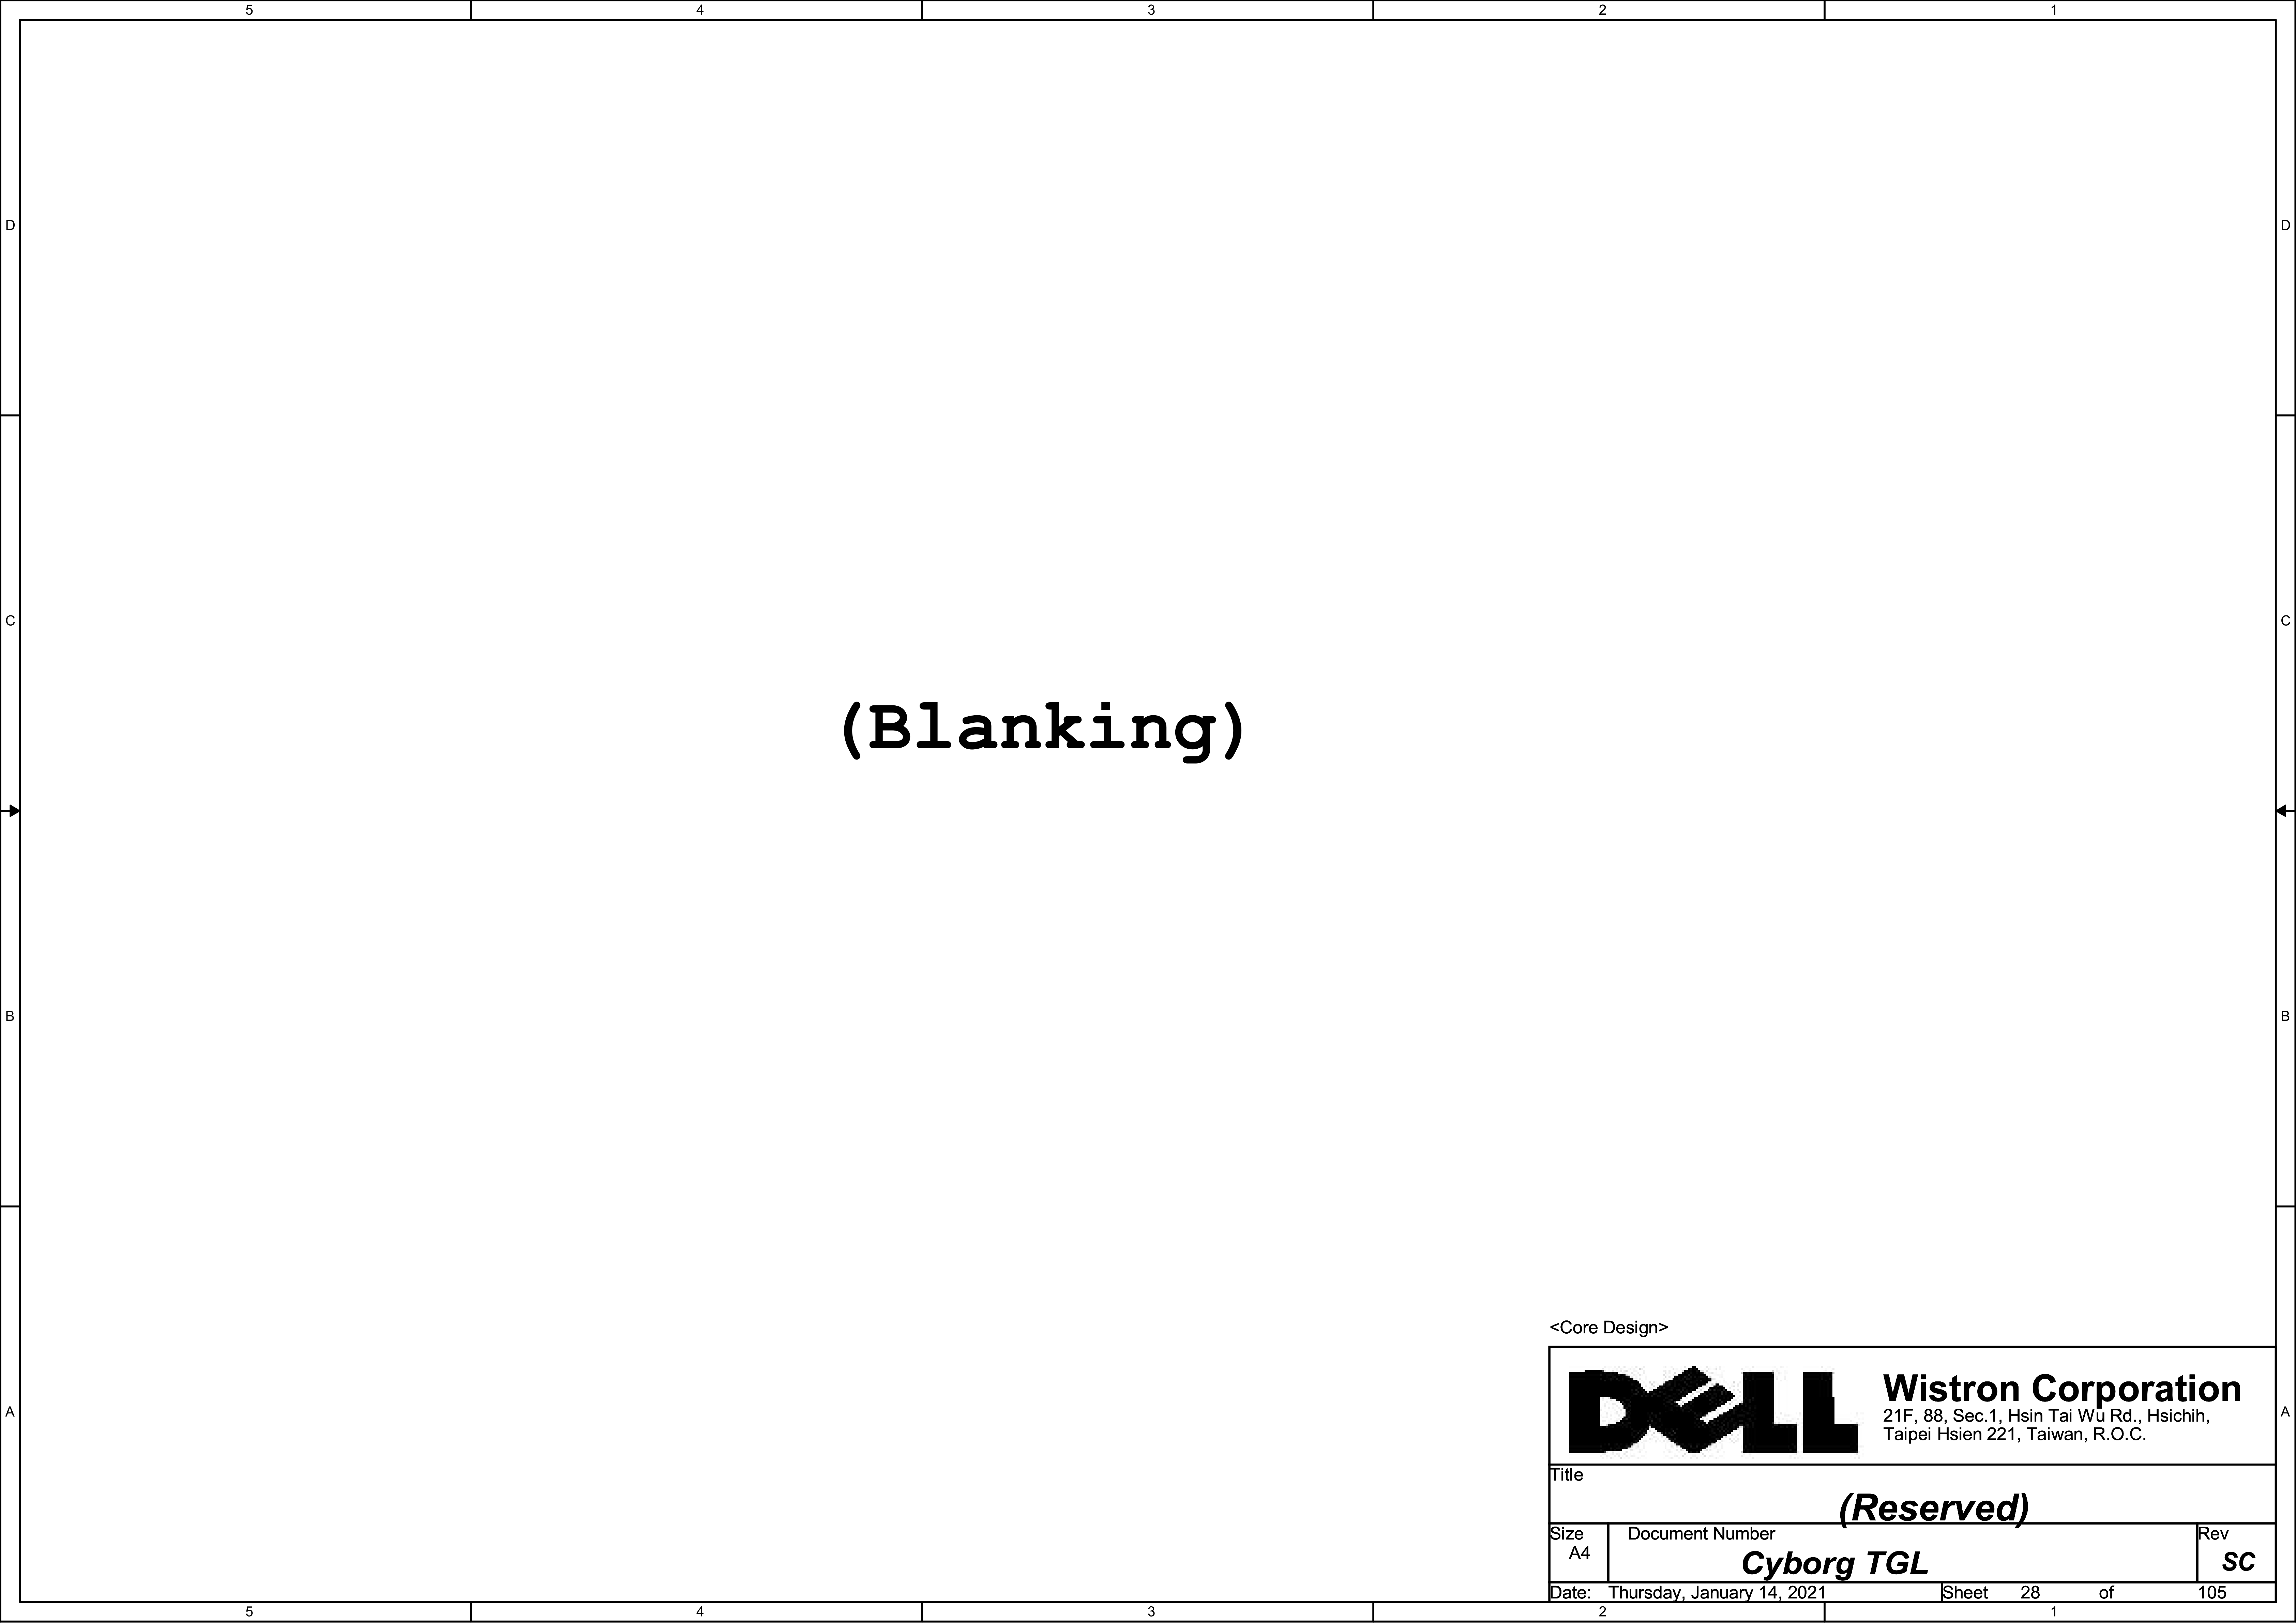 5 4 3 2 1
D D
C C
(Blanking)
B B
<Core Design>
DELL
Wistron Corporation
21F, 88, Sec.1, Hsin Tai Wu Rd., Hsichih,
Taipei Hsien 221, Taiwan, R.O.C.
A A
Title
(Reserved)
Size Document Number Rev
A4 Cyborg TGL SC
Date: Thursday, January 14, 2021 Sheet 28 of 105
5 4 3 2 1